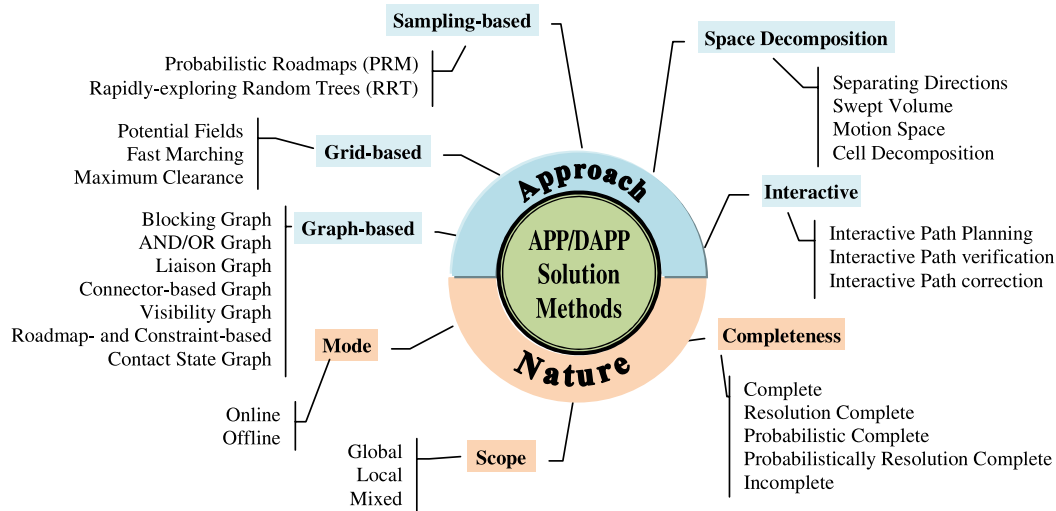 Sampling-based
Probabilistic Roadmaps (PRM)
Rapidly-exploring Random Trees (RRT)
Space Decomposition
Separating Directions
Swept Volume
Motion Space
Cell Decomposition
Potential Fields
Fast Marching
Maximum Clearance
Grid-based
Approach
Interactive
Interactive Path Planning
Interactive Path verification
Interactive Path correction
Blocking Graph
AND/OR Graph
Liaison Graph
Connector-based Graph
Visibility Graph
Roadmap- and Constraint-based
Contact State Graph
Graph-based
APP/DAPP
Solution
Methods
Nature
Mode
Online
Offline
Completeness
Complete
Resolution Complete
Probabilistic Complete
Probabilistically Resolution Complete
Incomplete
Global
Local
Mixed
Scope